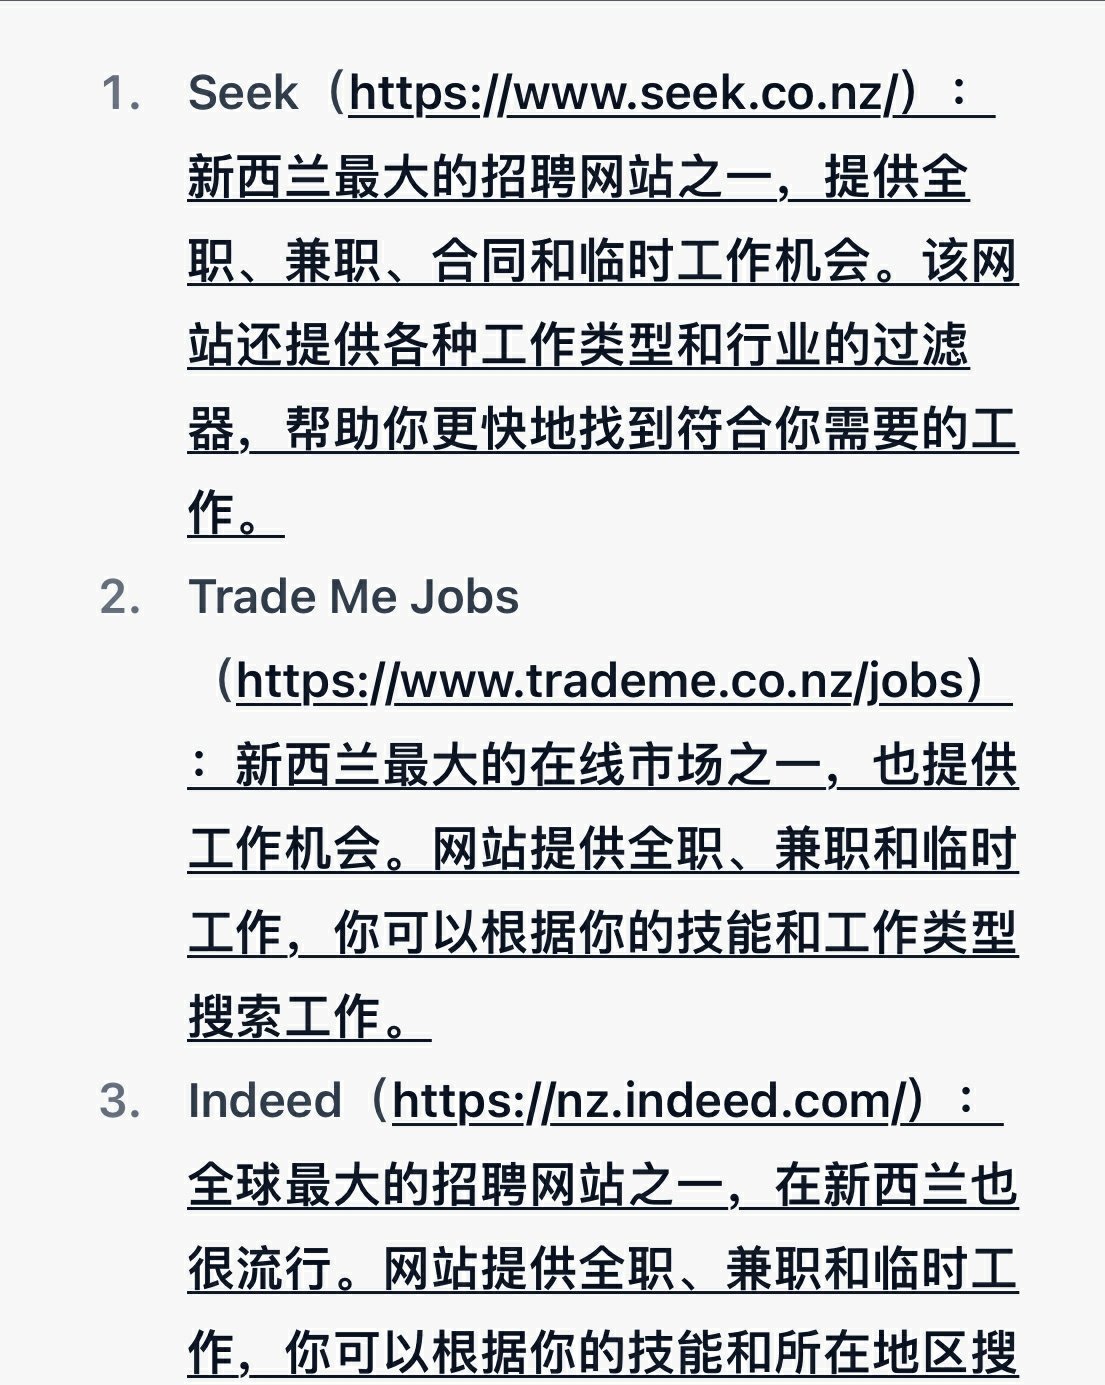 1. Seek（https://www.seek.co.nz/）：
新西兰最大的招聘网站之一，提供全
职、兼职、合同和临时工作机会。该网
站还提供各种工作类型和行业的过滤
器，帮助你更快地找到符合你需要的工
作。
2. Trade Me Jobs
（https://www.trademe.co.nz/jobs）
：新西兰最大的在线市场之一，也提供
工作机会。网站提供全职、兼职和临时
工作，你可以根据你的技能和工作类型
搜索工作。
3. Indeed（https://nz.indeed.com/）：
全球最大的招聘网站之一，在新西兰也
很流行。网站提供全职、兼职和临时工
作，你可以根据你的技能和所在地区搜